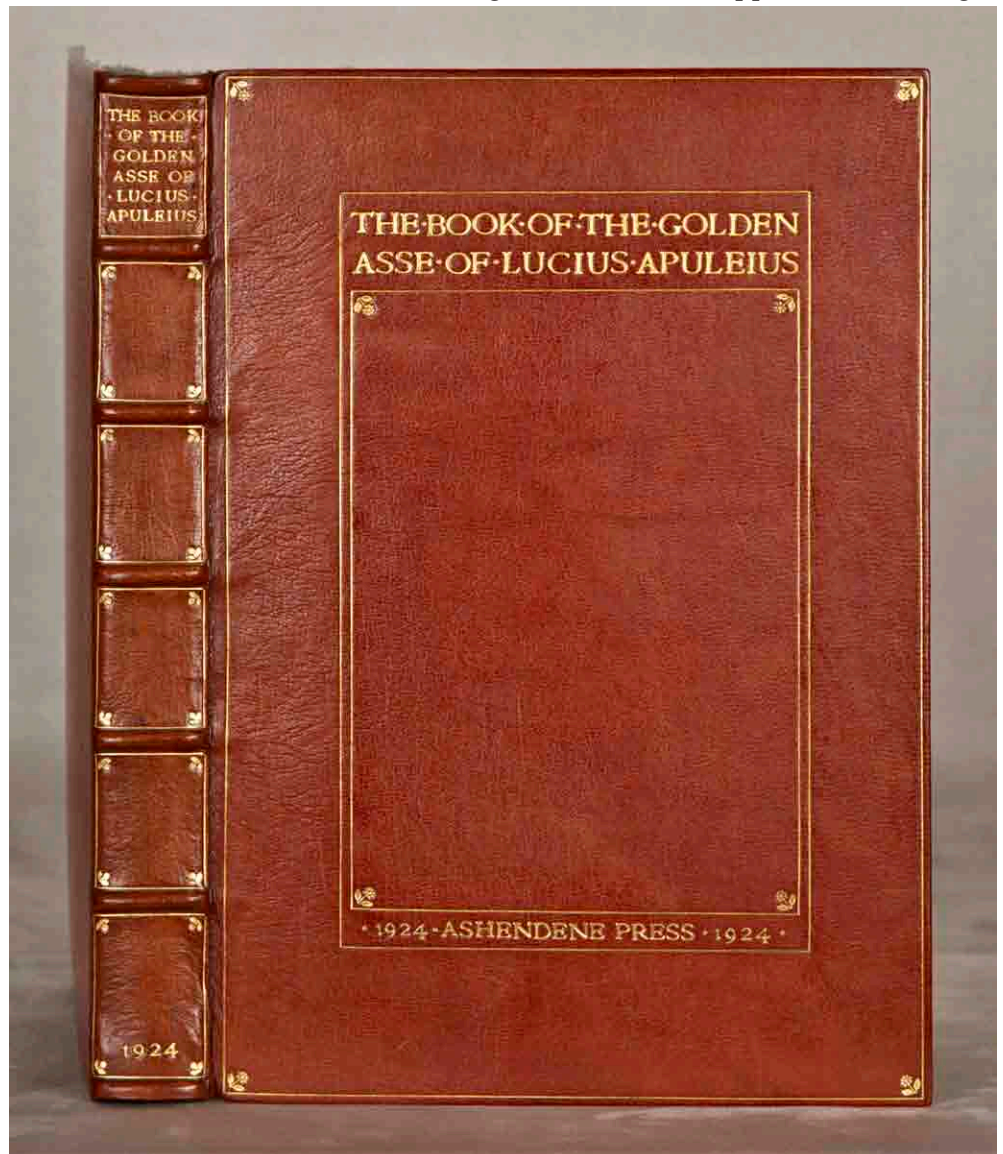 THE BOOK
· OF THE ·
GOLDEN
ASSE OF
· LUCIUS ·
APULEIUS
1924
THE·BOOK·OF·THE·GOLDEN
ASSE·OF·LUCIUS·APULEIUS
· 1924 · ASHENDENE PRESS · 1924 ·